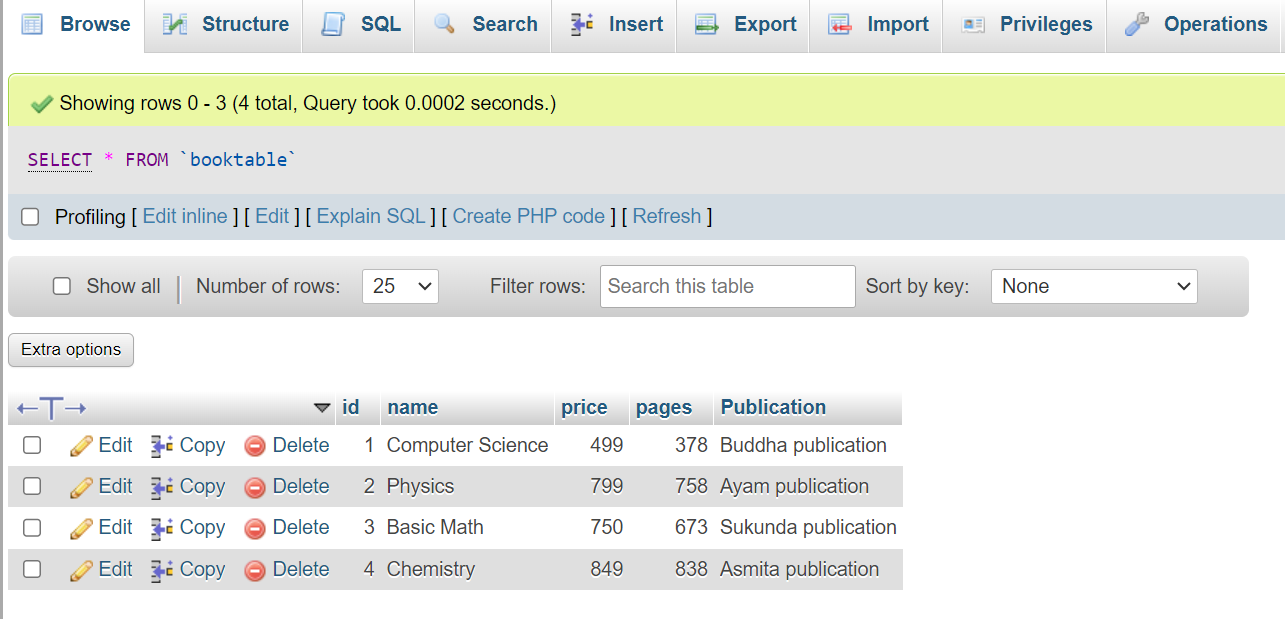 Browse Structure SQL Search Insert Export Import Privileges Operations
Showing rows 0 - 3 (4 total, Query took 0.0002 seconds.)
SELECT * FROM `booktable`
Profiling [ Edit inline ] [ Edit ] [ Explain SQL ] [ Create PHP code ] [ Refresh ]
Show all Number of rows: 25 Filter rows: Search this table Sort by key: None
Extra options
←T→ id name price pages Publication
Edit Copy Delete 1 Computer Science 499 378 Buddha publication
Edit Copy Delete 2 Physics 799 758 Ayam publication
Edit Copy Delete 3 Basic Math 750 673 Sukunda publication
Edit Copy Delete 4 Chemistry 849 838 Asmita publication